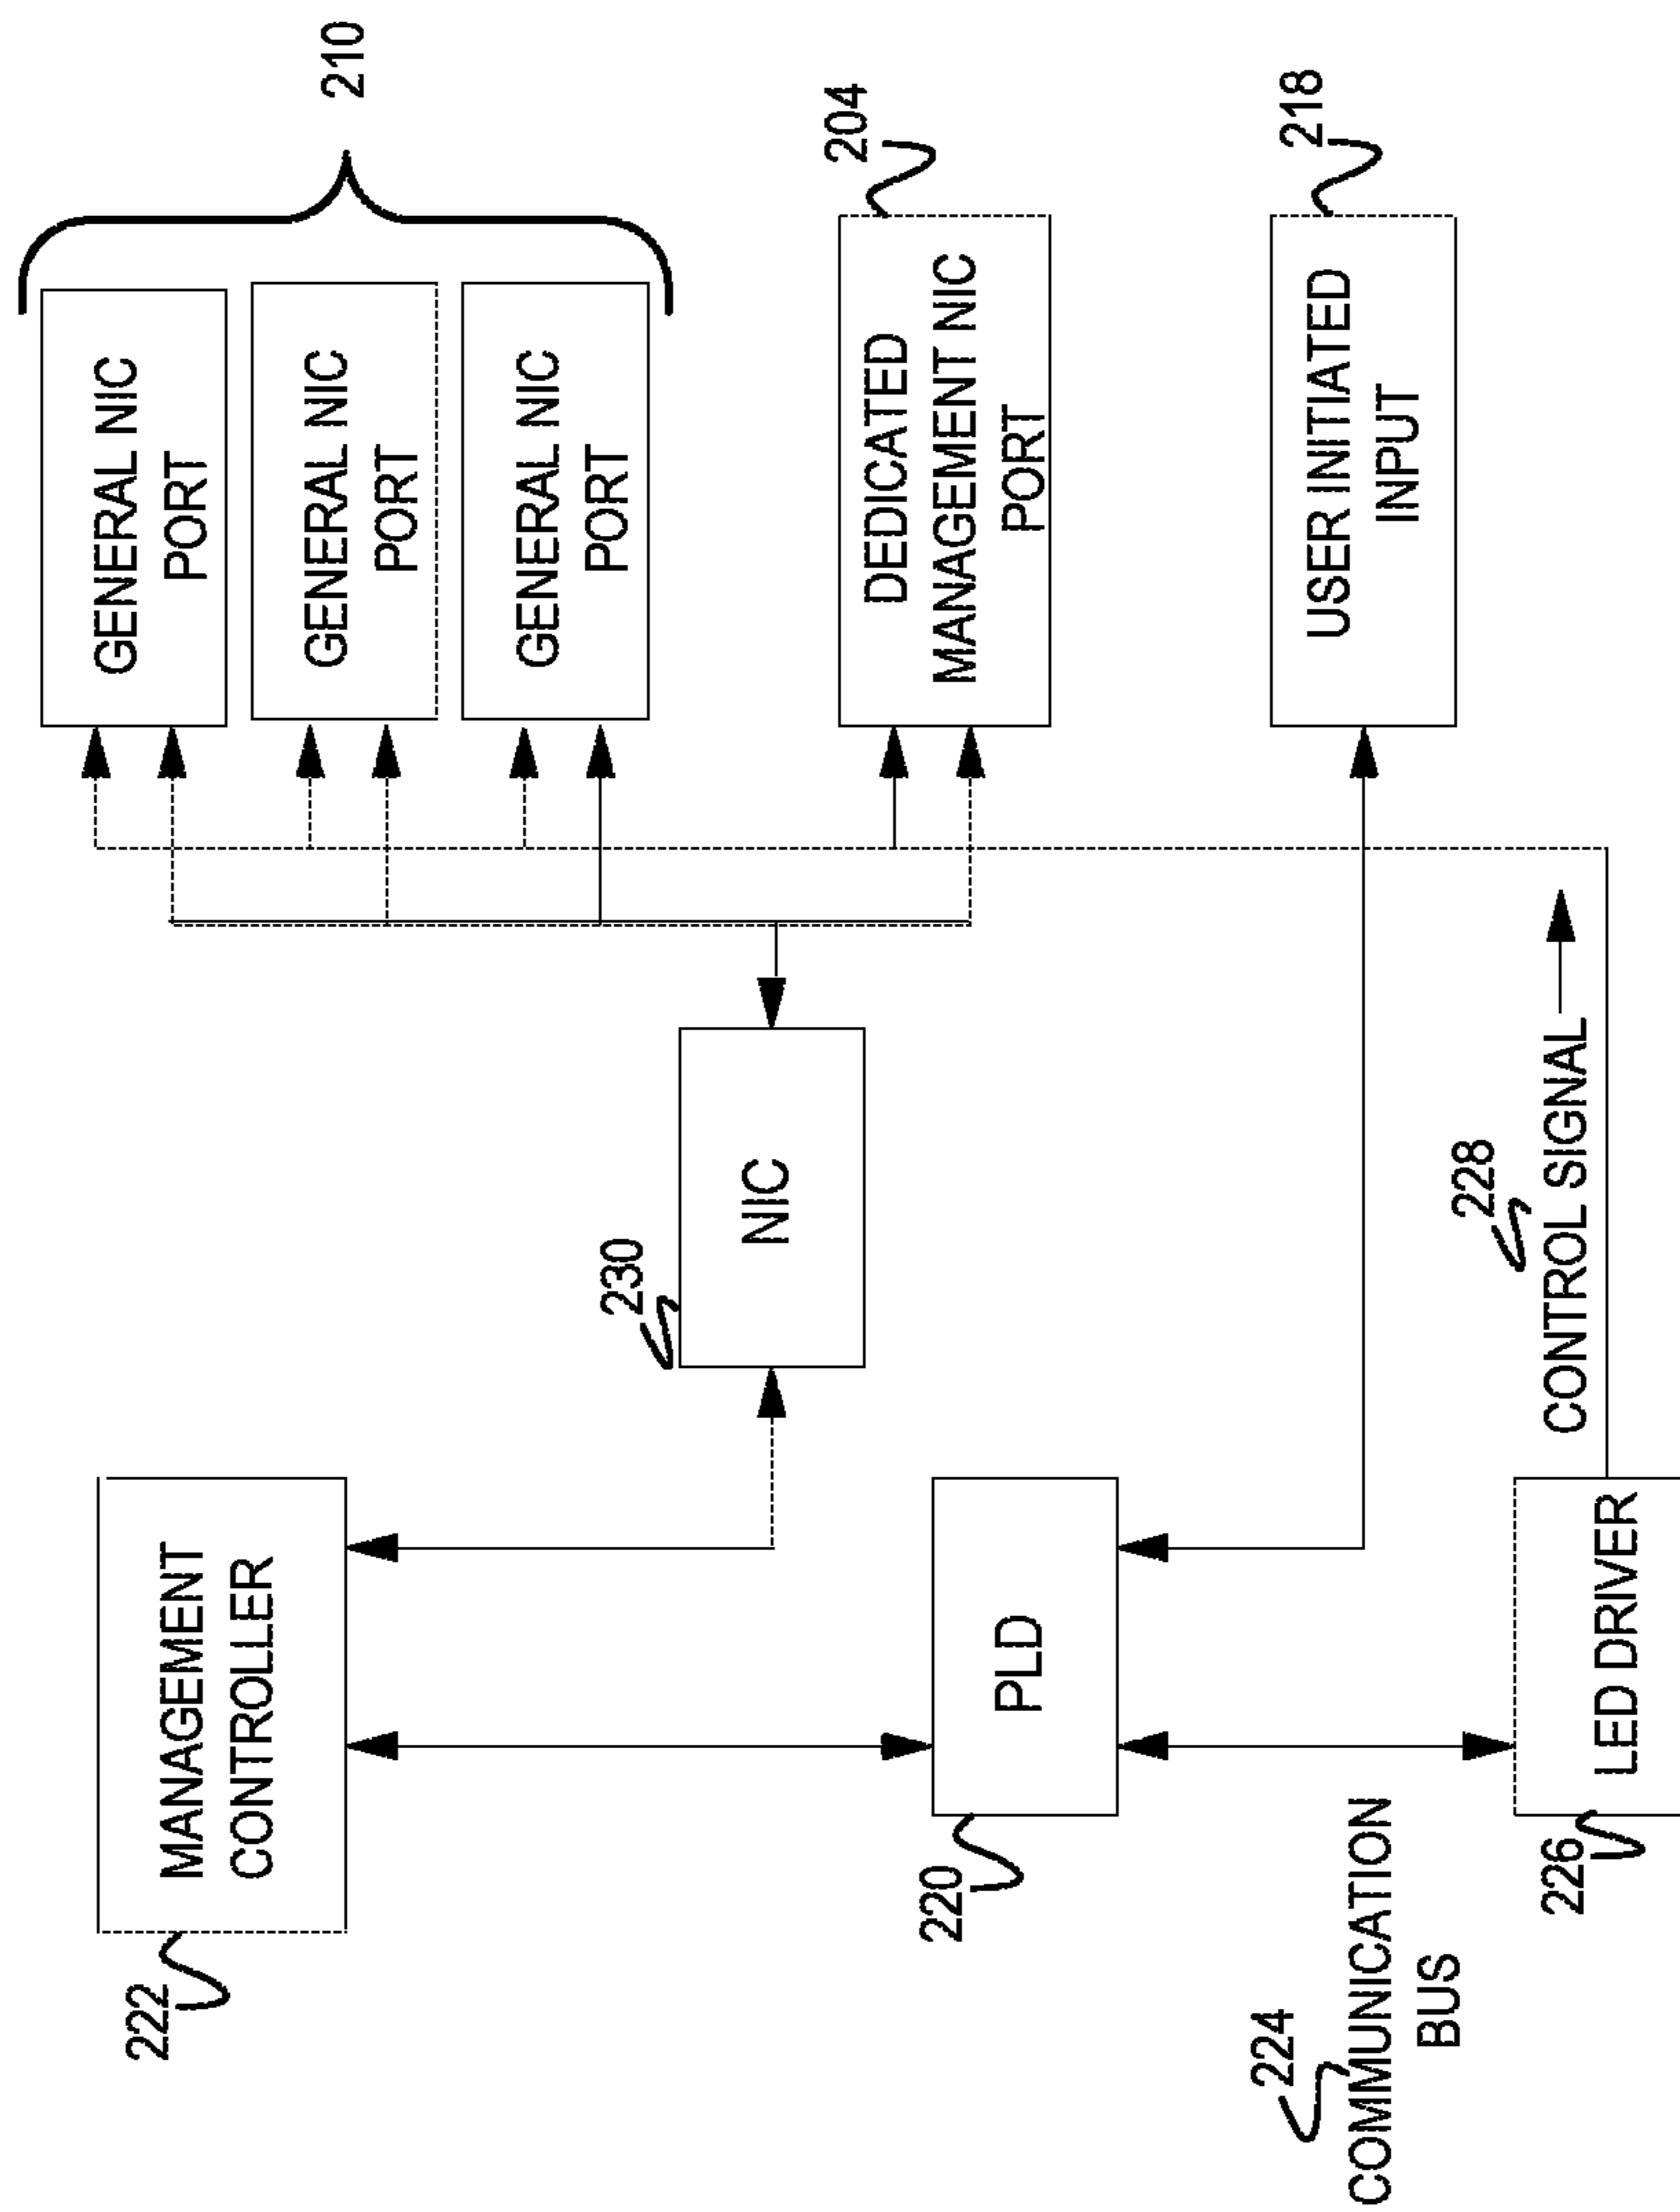 222
MANAGEMENT
CONTROLLER
230
NIC
GENERAL NIC
PORT
GENERAL NIC
PORT
GENERAL NIC
PORT
210
220
PLD
DEDICATED
MANAGEMENT NIC
PORT
204
224
COMMUNICATION
BUS
226
LED DRIVER
228
CONTROL SIGNAL
USER INITIATED
INPUT
218